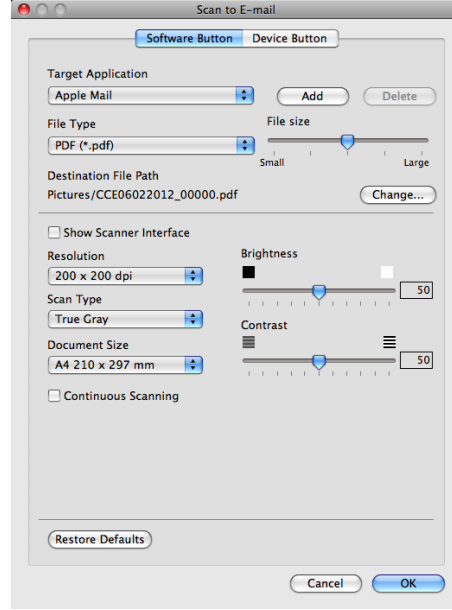 Scan to E-mail
Software Button Device Button
Target Application
Apple Mail Add Delete
File Type File size
PDF (*.pdf)
Small Large
Destination File Path
Pictures/CCE06022012_00000.pdf Change...
Show Scanner Interface
Resolution Brightness
200 x 200 dpi 50
Scan Type
True Gray
Contrast
Document Size
A4 210 x 297 mm 50
Continuous Scanning
Restore Defaults
Cancel OK